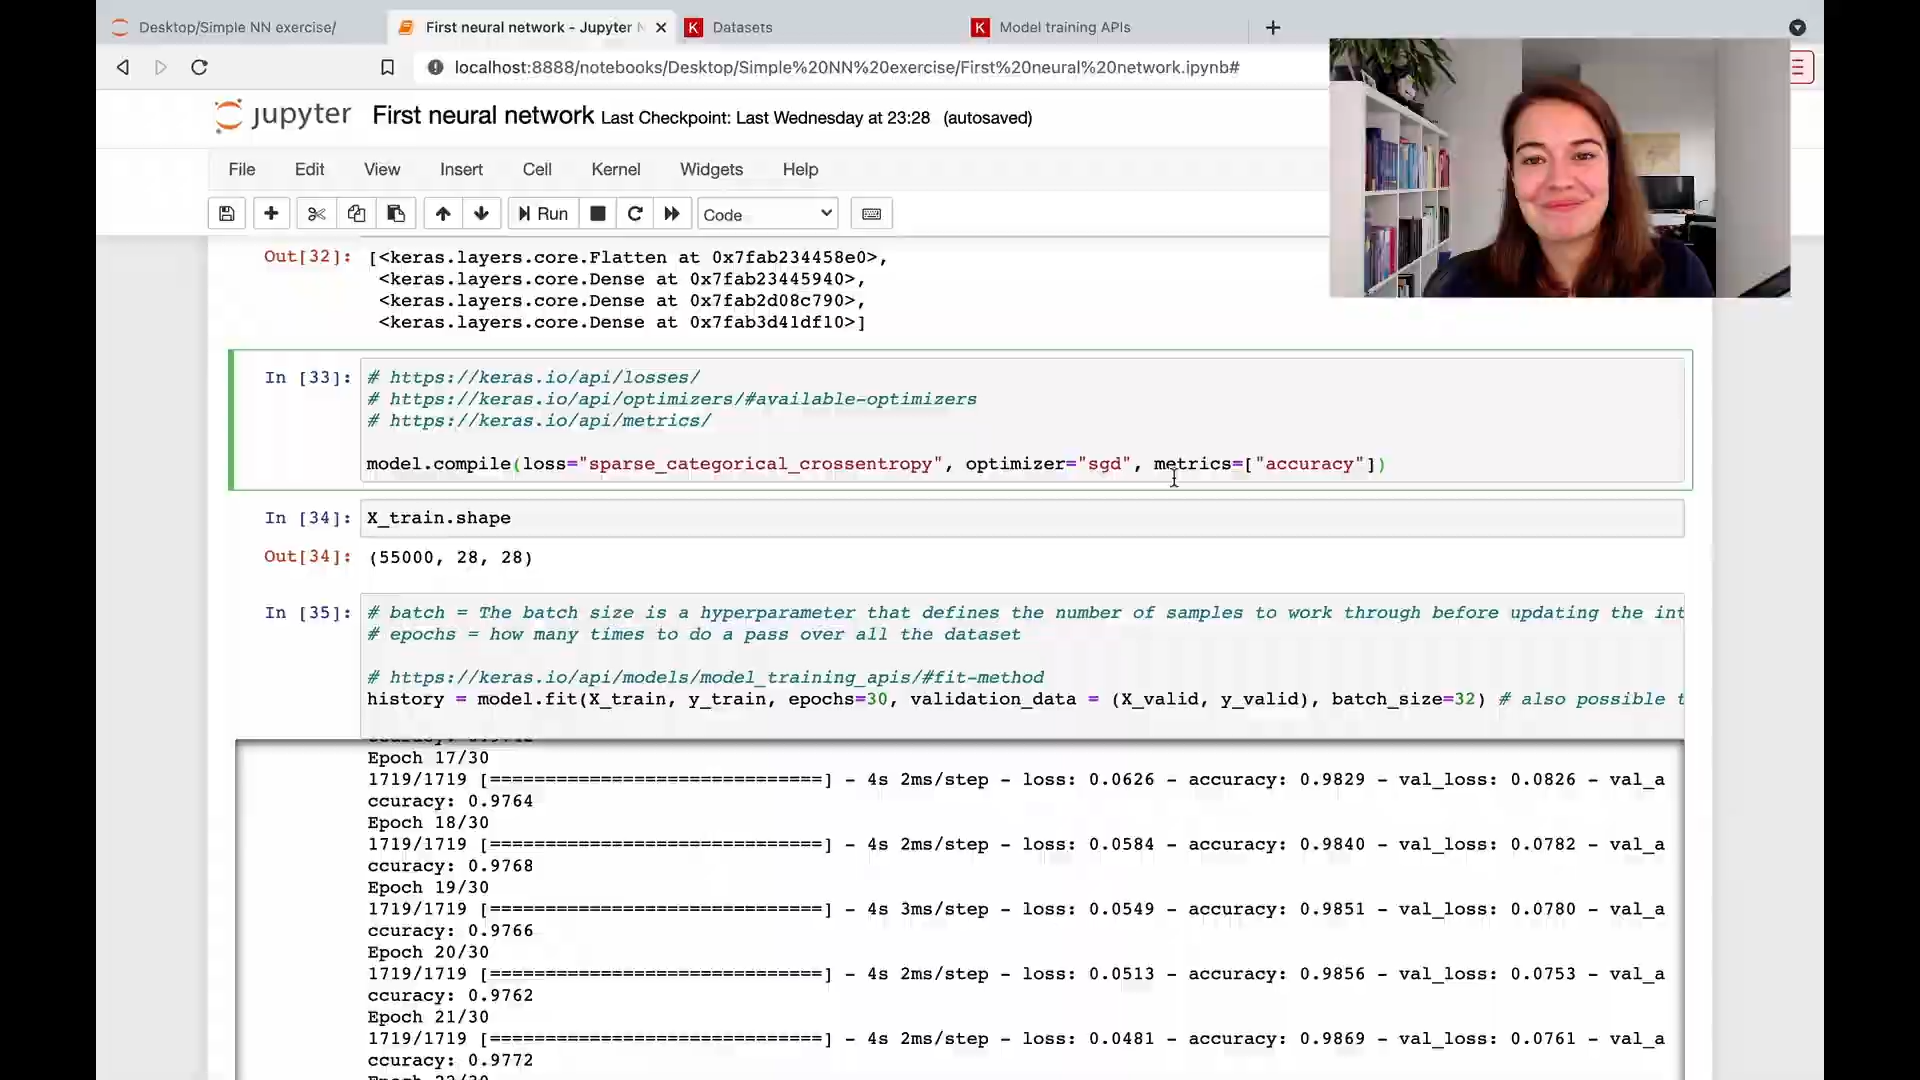 Desktop/Simple NN exercise/
First neural network - Jupyter N
K Datasets
K Model training APIs
localhost:8888/notebooks/Desktop/Simple%20NN%20exercise/First%20neural%20network.ipynb#
jupyter First neural network Last Checkpoint: Last Wednesday at 23:28 (autosaved)
File Edit View Insert Cell Kernel Widgets Help
Run Code
Out[32]: [<keras.layers.core.Flatten at 0x7fab234458e0>,
<keras.layers.core.Dense at 0x7fab23445940>,
<keras.layers.core.Dense at 0x7fab2d08c790>,
<keras.layers.core.Dense at 0x7fab3d41df10>]
In [33]: # https://keras.io/api/losses/
# https://keras.io/api/optimizers/#available-optimizers
# https://keras.io/api/metrics/
model.compile(loss="sparse_categorical_crossentropy", optimizer="sgd", metrics=["accuracy"])
In [34]: X_train.shape
Out[34]: (55000, 28, 28)
In [35]: # batch = The batch size is a hyperparameter that defines the number of samples to work through before updating the int
# epochs = how many times to do a pass over all the dataset
# https://keras.io/api/models/model_training_apis/#fit-method
history = model.fit(X_train, y_train, epochs=30, validation_data = (X_valid, y_valid), batch_size=32) # also possible t
Epoch 17/30
1719/1719 [==============================] - 4s 2ms/step - loss: 0.0626 - accuracy: 0.9829 - val_loss: 0.0826 - val_a
ccuracy: 0.9764
Epoch 18/30
1719/1719 [==============================] - 4s 2ms/step - loss: 0.0584 - accuracy: 0.9840 - val_loss: 0.0782 - val_a
ccuracy: 0.9768
Epoch 19/30
1719/1719 [==============================] - 4s 3ms/step - loss: 0.0549 - accuracy: 0.9851 - val_loss: 0.0780 - val_a
ccuracy: 0.9766
Epoch 20/30
1719/1719 [==============================] - 4s 2ms/step - loss: 0.0513 - accuracy: 0.9856 - val_loss: 0.0753 - val_a
ccuracy: 0.9762
Epoch 21/30
1719/1719 [==============================] - 4s 2ms/step - loss: 0.0481 - accuracy: 0.9869 - val_loss: 0.0761 - val_a
ccuracy: 0.9772